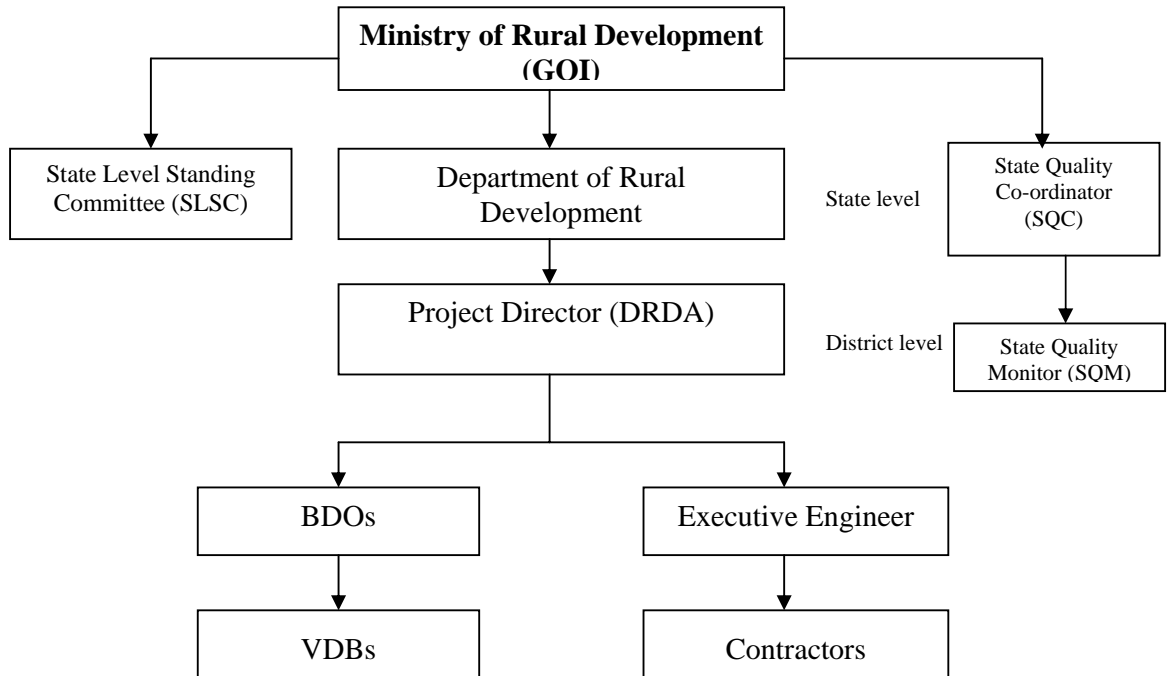 Ministry of Rural Development
(GOI)
State Level Standing
Committee (SLSC)
Department of Rural
Development
State level
State Quality
Co-ordinator
(SQC)
Project Director (DRDA)
District level
State Quality
Monitor (SQM)
BDOs
Executive Engineer
VDBs
Contractors